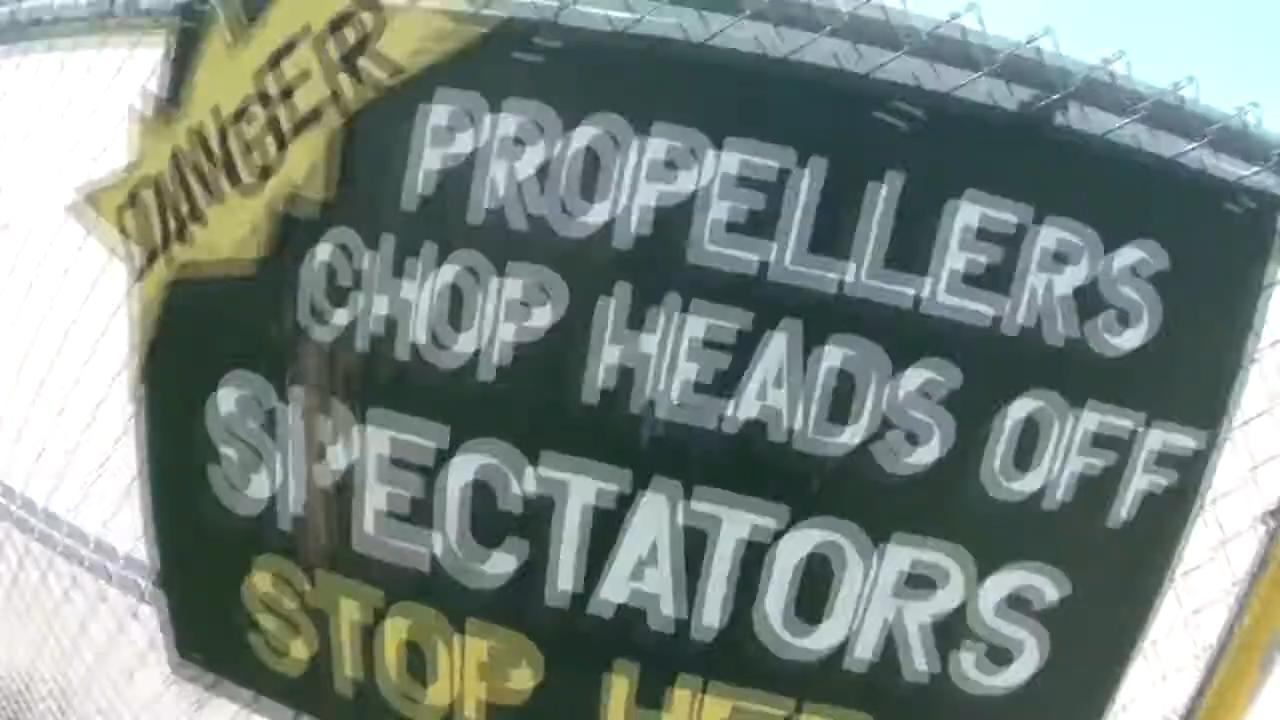 DANGER
PROPELLERS
CHOP HEADS OFF
SPECTATORS
STOP